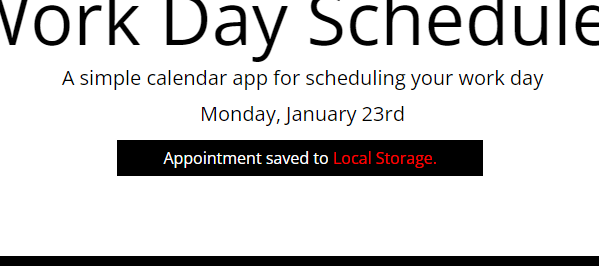 Work Day Schedule
A simple calendar app for scheduling your work day
Monday, January 23rd
Appointment saved to Local Storage.